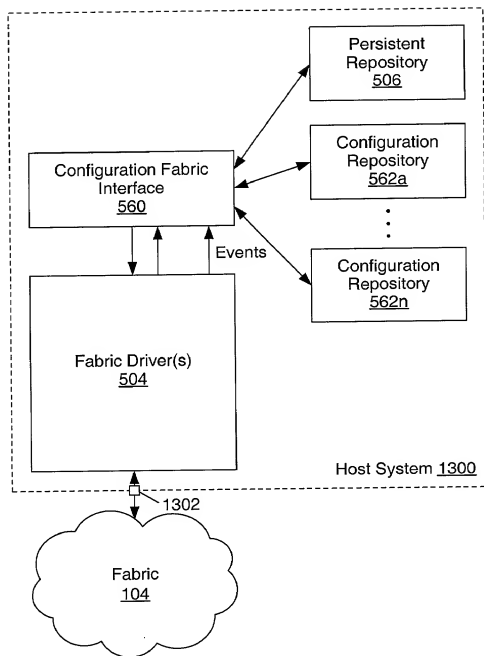 Persistent
Repository
506
Configuration
Repository
562a
Configuration Fabric
Interface
560
Events
Configuration
Repository
562n
Fabric Driver(s)
504
Host System 1300
1302
Fabric
104